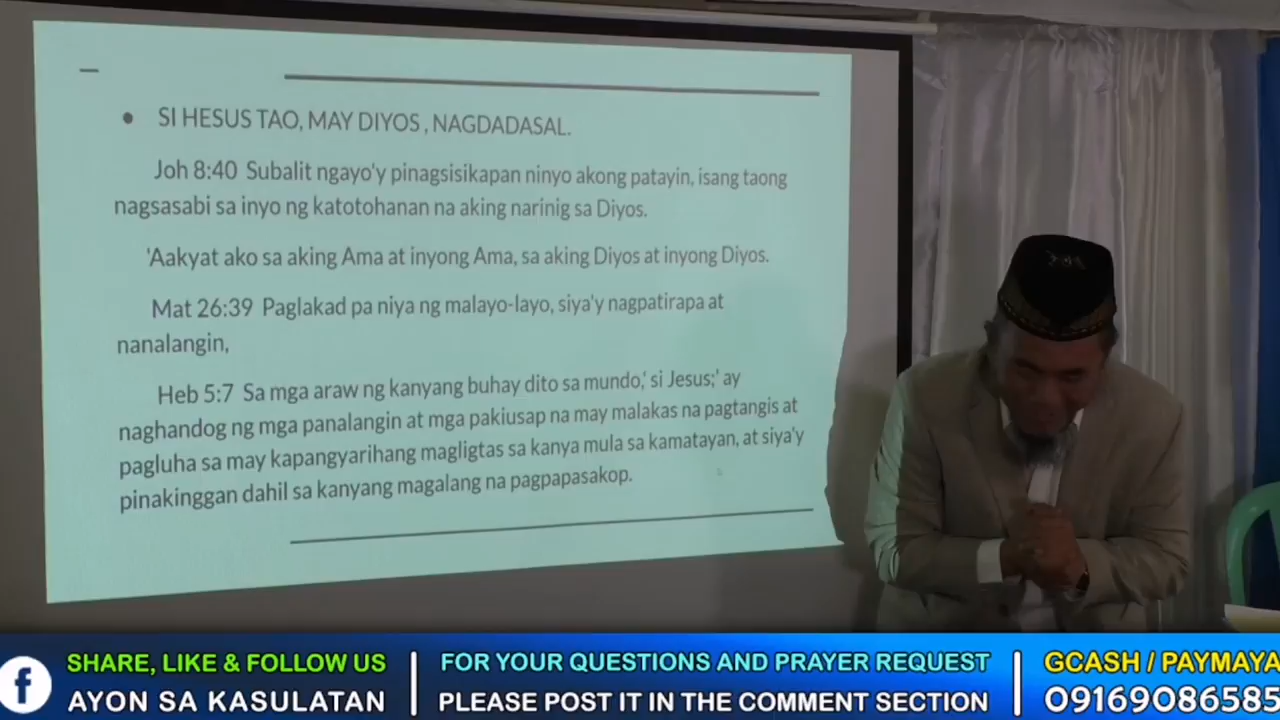 SI HESUS TAO, MAY DIYOS , NAGDADASAL.
Joh 8:40 Subalit ngayo'y pinagsisikapan ninyo akong patayin, isang taong
nagsasabi sa inyo ng katotohanan na aking narinig sa Diyos.
'Aakyat ako sa aking Ama at inyong Ama, sa aking Diyos at inyong Diyos.
Mat 26:39 Paglakad pa niya ng malayo-layo, siya'y nagpatirapa at
nanalangin,
Heb 5:7 Sa mga araw ng kanyang buhay dito sa mundo,' si Jesus;' ay
naghandog ng mga panalangin at mga pakiusap na may malakas na pagtangis at
pagluha sa may kapangyarihang magligtas sa kanya mula sa kamatayan, at siya'y
pinakinggan dahil sa kanyang magalang na pagpapasakop.
f
SHARE, LIKE & FOLLOW US
AYON SA KASULATAN
FOR YOUR QUESTIONS AND PRAYER REQUEST
PLEASE POST IT IN THE COMMENT SECTION
GCASH / PAYMAYA
09169086585